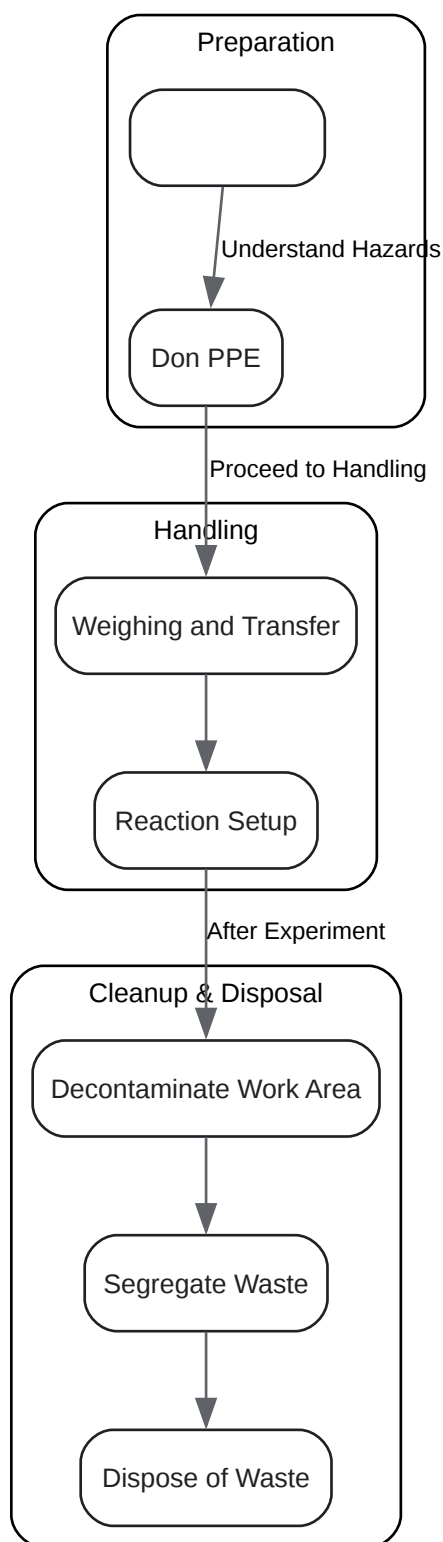 Preparation
Understand Hazards
Don PPE
Proceed to Handling
Handling
Weighing and Transfer
Reaction Setup
After Experiment
Cleanup & Disposal
Decontaminate Work Area
Segregate Waste
Dispose of Waste